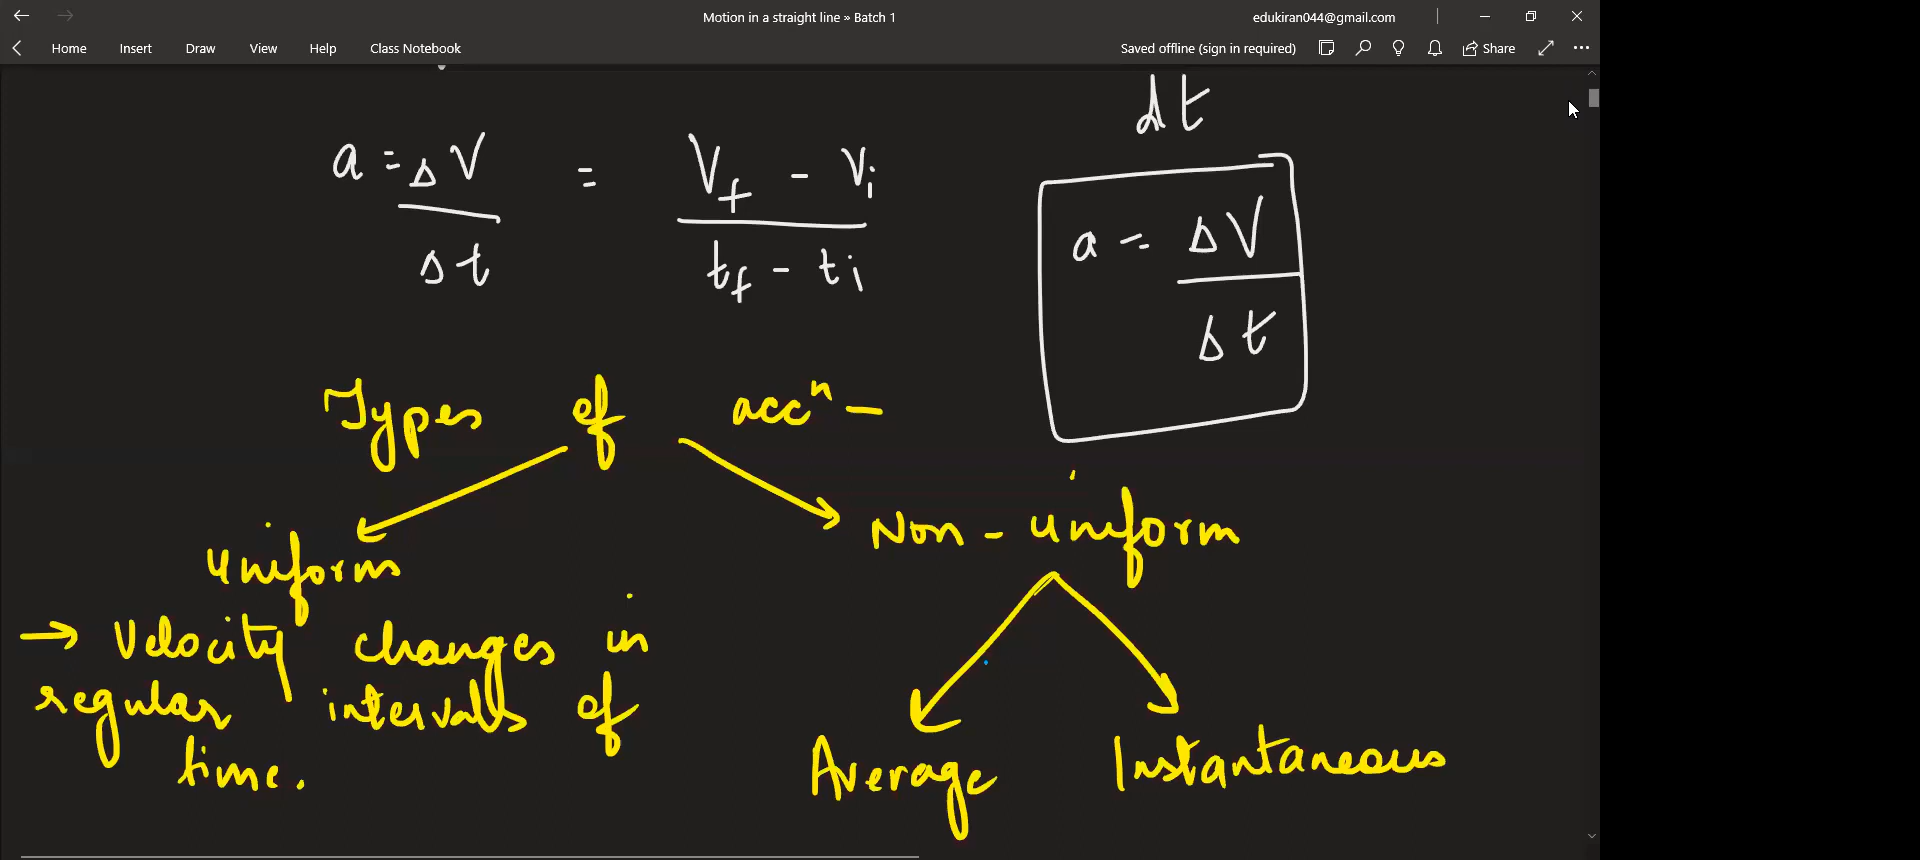 Motion in a straight line » Batch 1
edukiran044@gmail.com
Home Insert Draw View Help Class Notebook
Saved offline (sign in required) Share
dt
a = ΔV = Vf - Vi
Δt tf - ti
a = ΔV
Δt
Types of accⁿ -
Non - uniform
uniform
→ Velocity changes in
regular intervals of
time.
Average Instantaneous